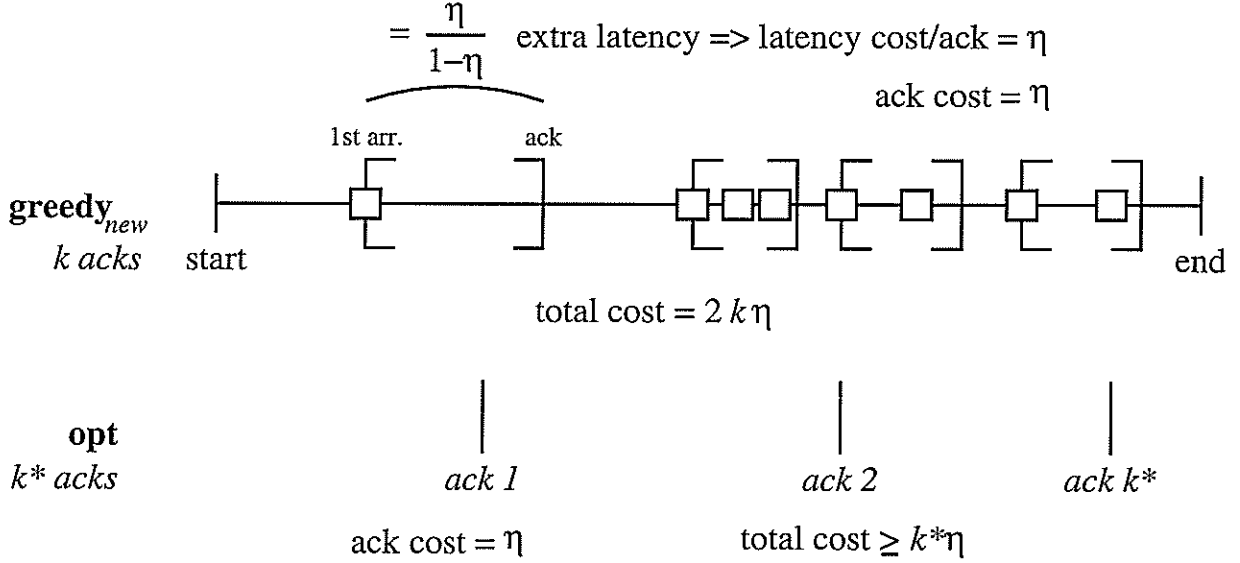 = η/(1−η) extra latency => latency cost/ack = η
ack cost = η
1st arr. ack
greedy_new
k acks start end
total cost = 2 k η
opt
k* acks ack 1 ack 2 ack k*
ack cost = η total cost ≥ k*η